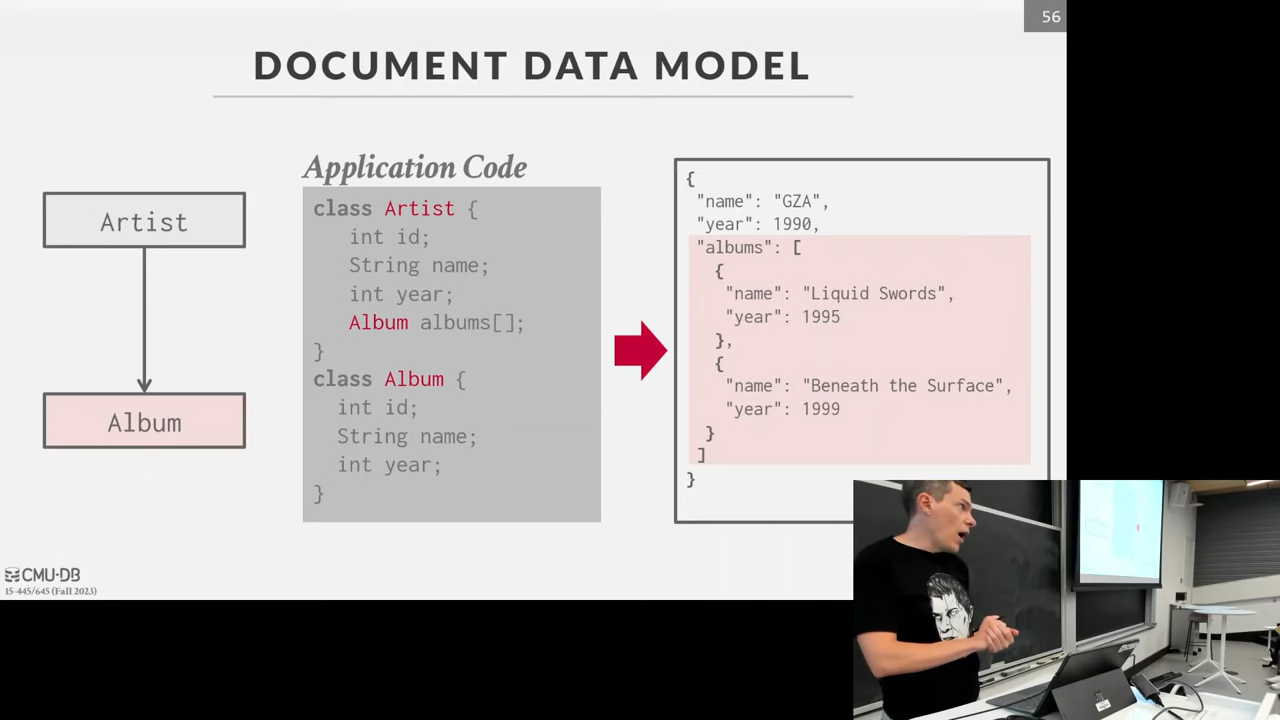 56
DOCUMENT DATA MODEL
Artist
Album
Application Code
class Artist {
int id;
String name;
int year;
Album albums[];
}
class Album {
int id;
String name;
int year;
}
{
"name": "GZA",
"year": 1990,
"albums": [
{
"name": "Liquid Swords",
"year": 1995
},
{
"name": "Beneath the Surface",
"year": 1999
}
]
}
CMU·DB
15-445/645 (Fall 2023)